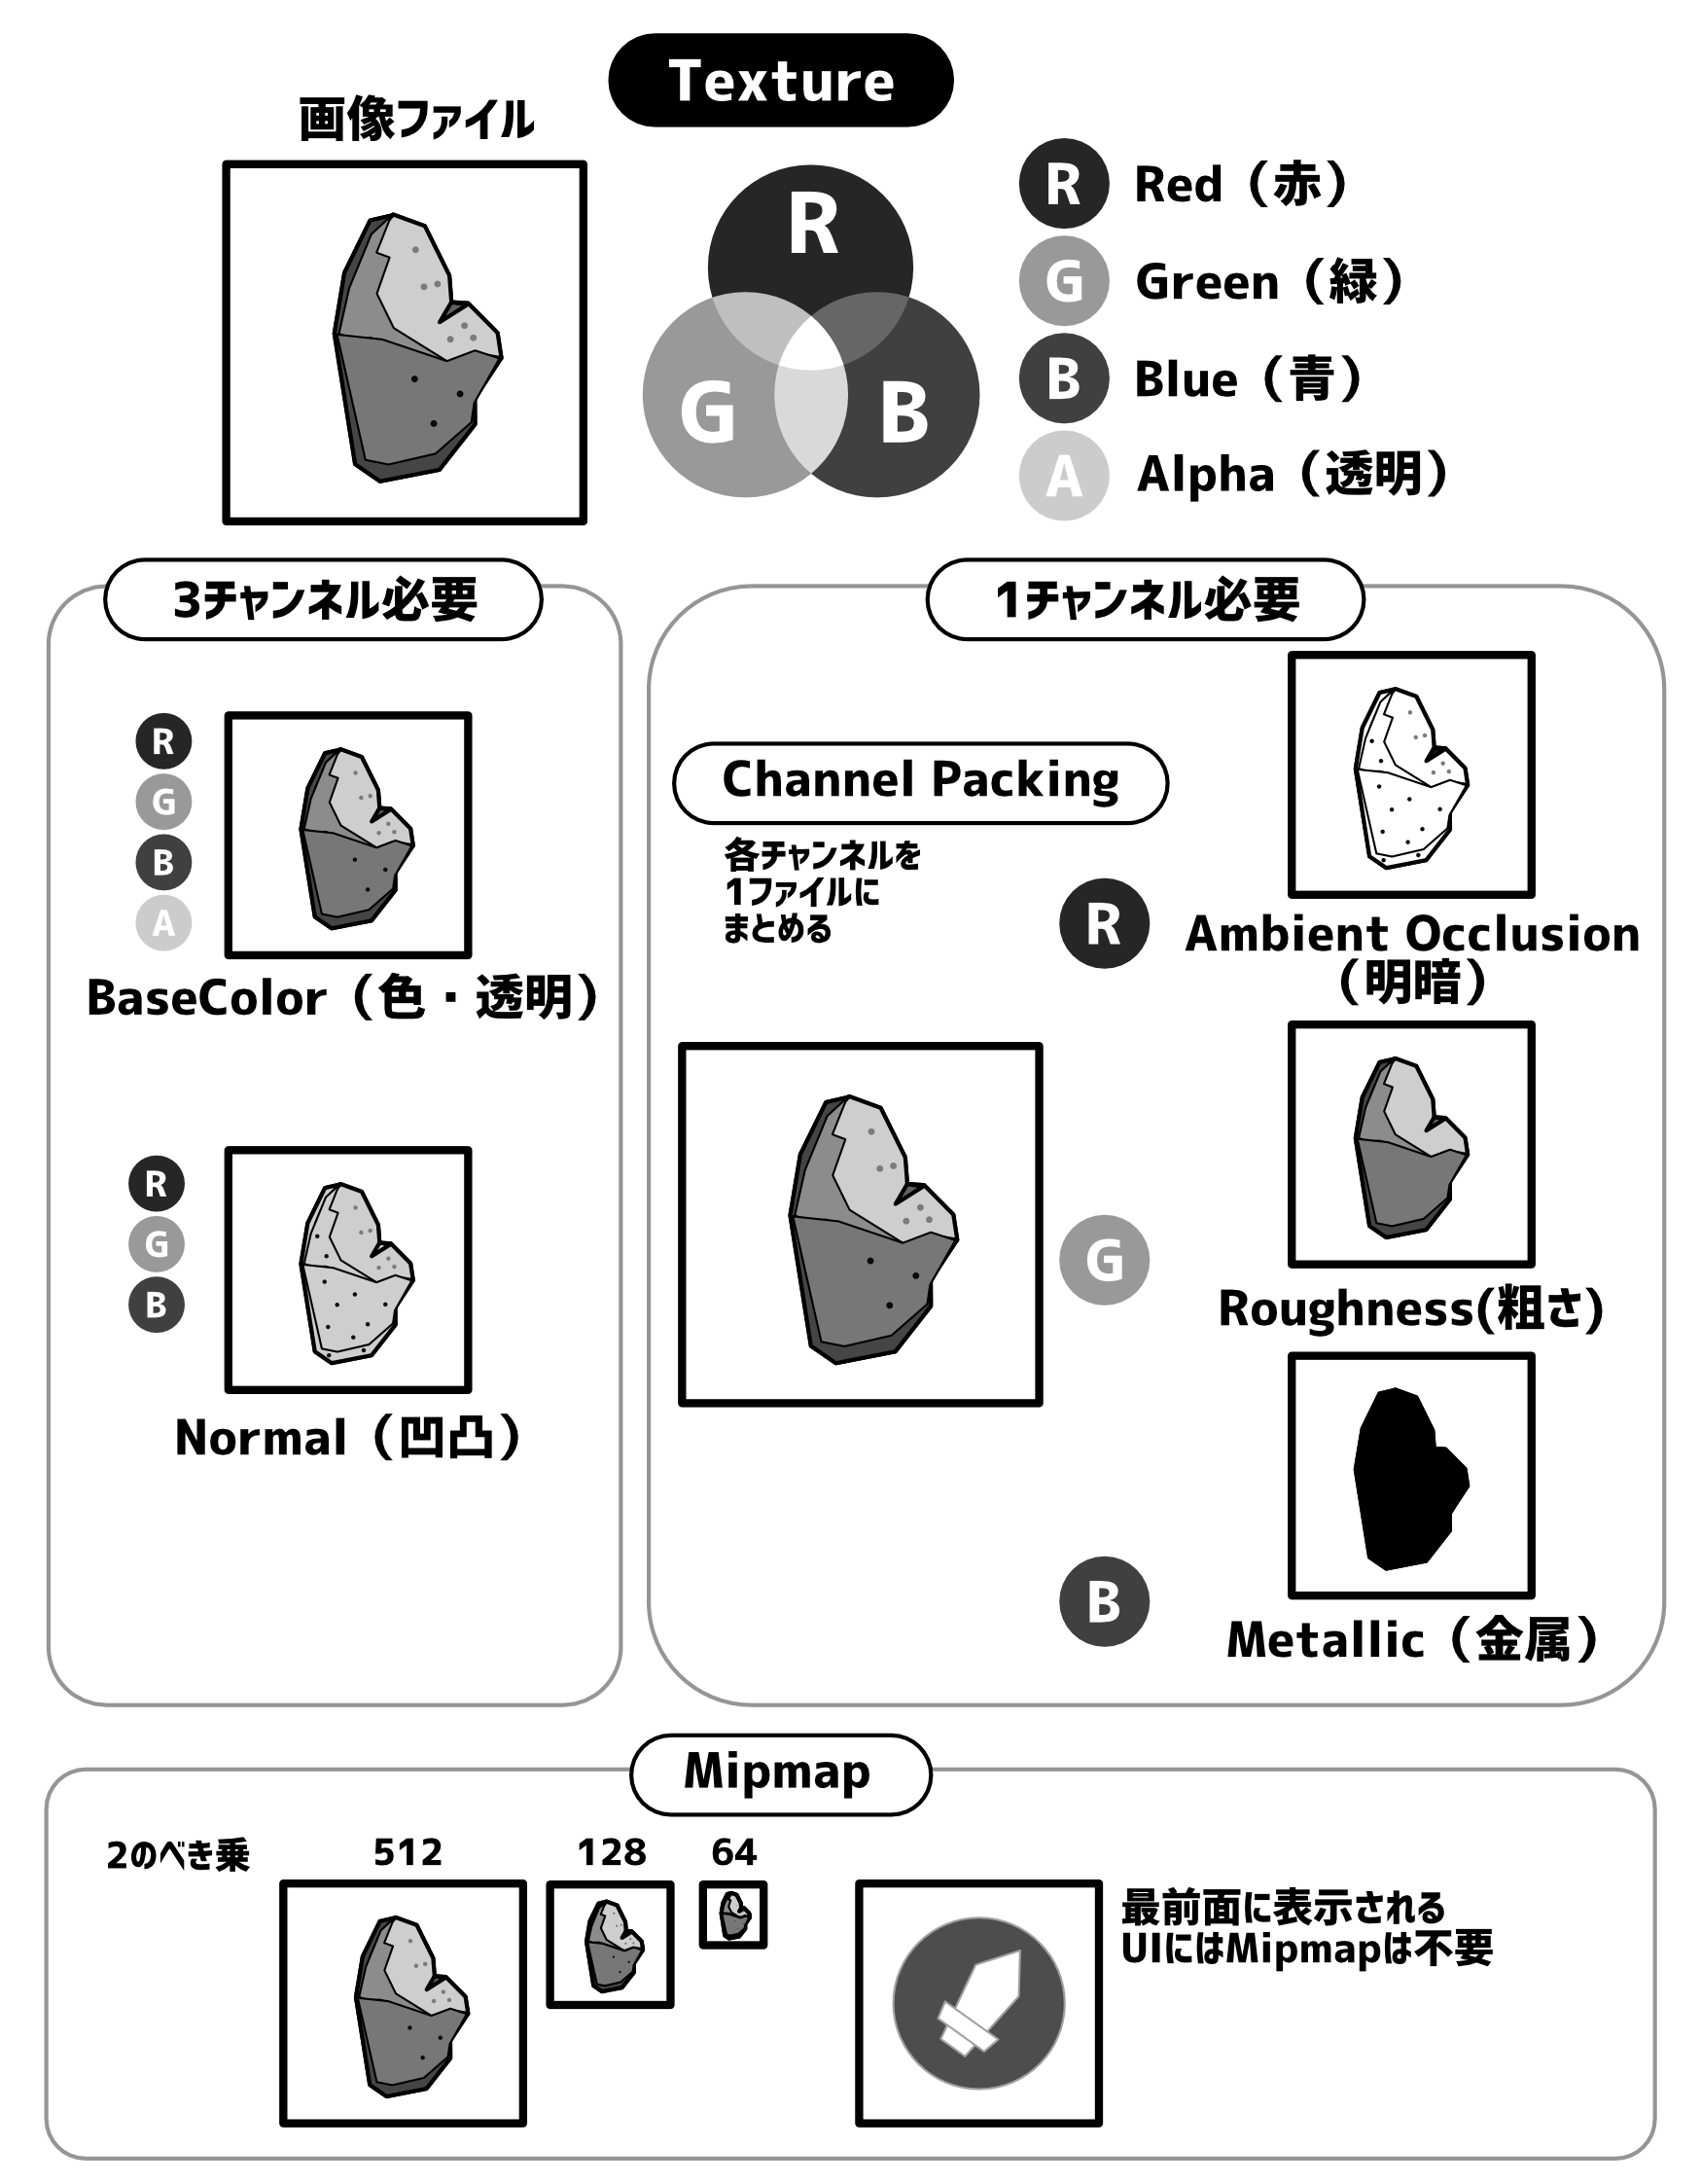 Texture
画像ファイル
R
G
B
R Red（赤）
G Green（緑）
B Blue（青）
A Alpha（透明）
3チャンネル必要
R
G
B
A
BaseColor（色・透明）
R
G
B
Normal（凹凸）
1チャンネル必要
Channel Packing
各チャンネルを
1ファイルに
まとめる
R
Ambient Occlusion
（明暗）
G
Roughness(粗さ)
B
Metallic（金属）
Mipmap
2のべき乗
512
128
64
最前面に表示される
UIにはMipmapは不要